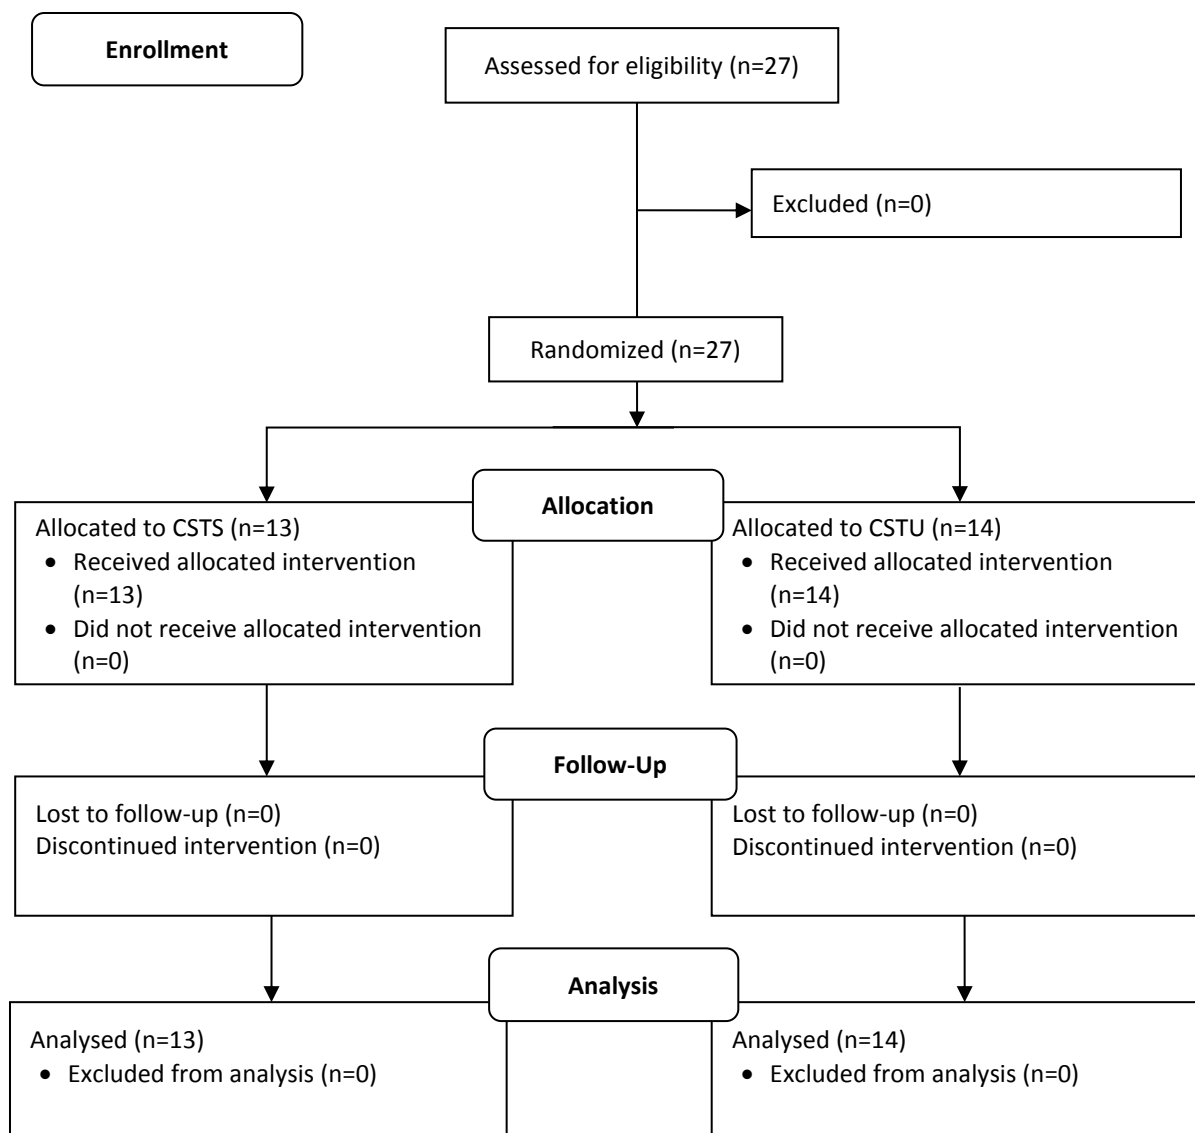 Enrollment
Assessed for eligibility (n=27)
Excluded (n=0)
Randomized (n=27)
Allocation
Allocated to CSTS (n=13)
• Received allocated intervention
(n=13)
• Did not receive allocated intervention
(n=0)
Allocated to CSTU (n=14)
• Received allocated intervention
(n=14)
• Did not receive allocated intervention
(n=0)
Follow-Up
Lost to follow-up (n=0)
Discontinued intervention (n=0)
Lost to follow-up (n=0)
Discontinued intervention (n=0)
Analysis
Analysed (n=13)
• Excluded from analysis (n=0)
Analysed (n=14)
• Excluded from analysis (n=0)